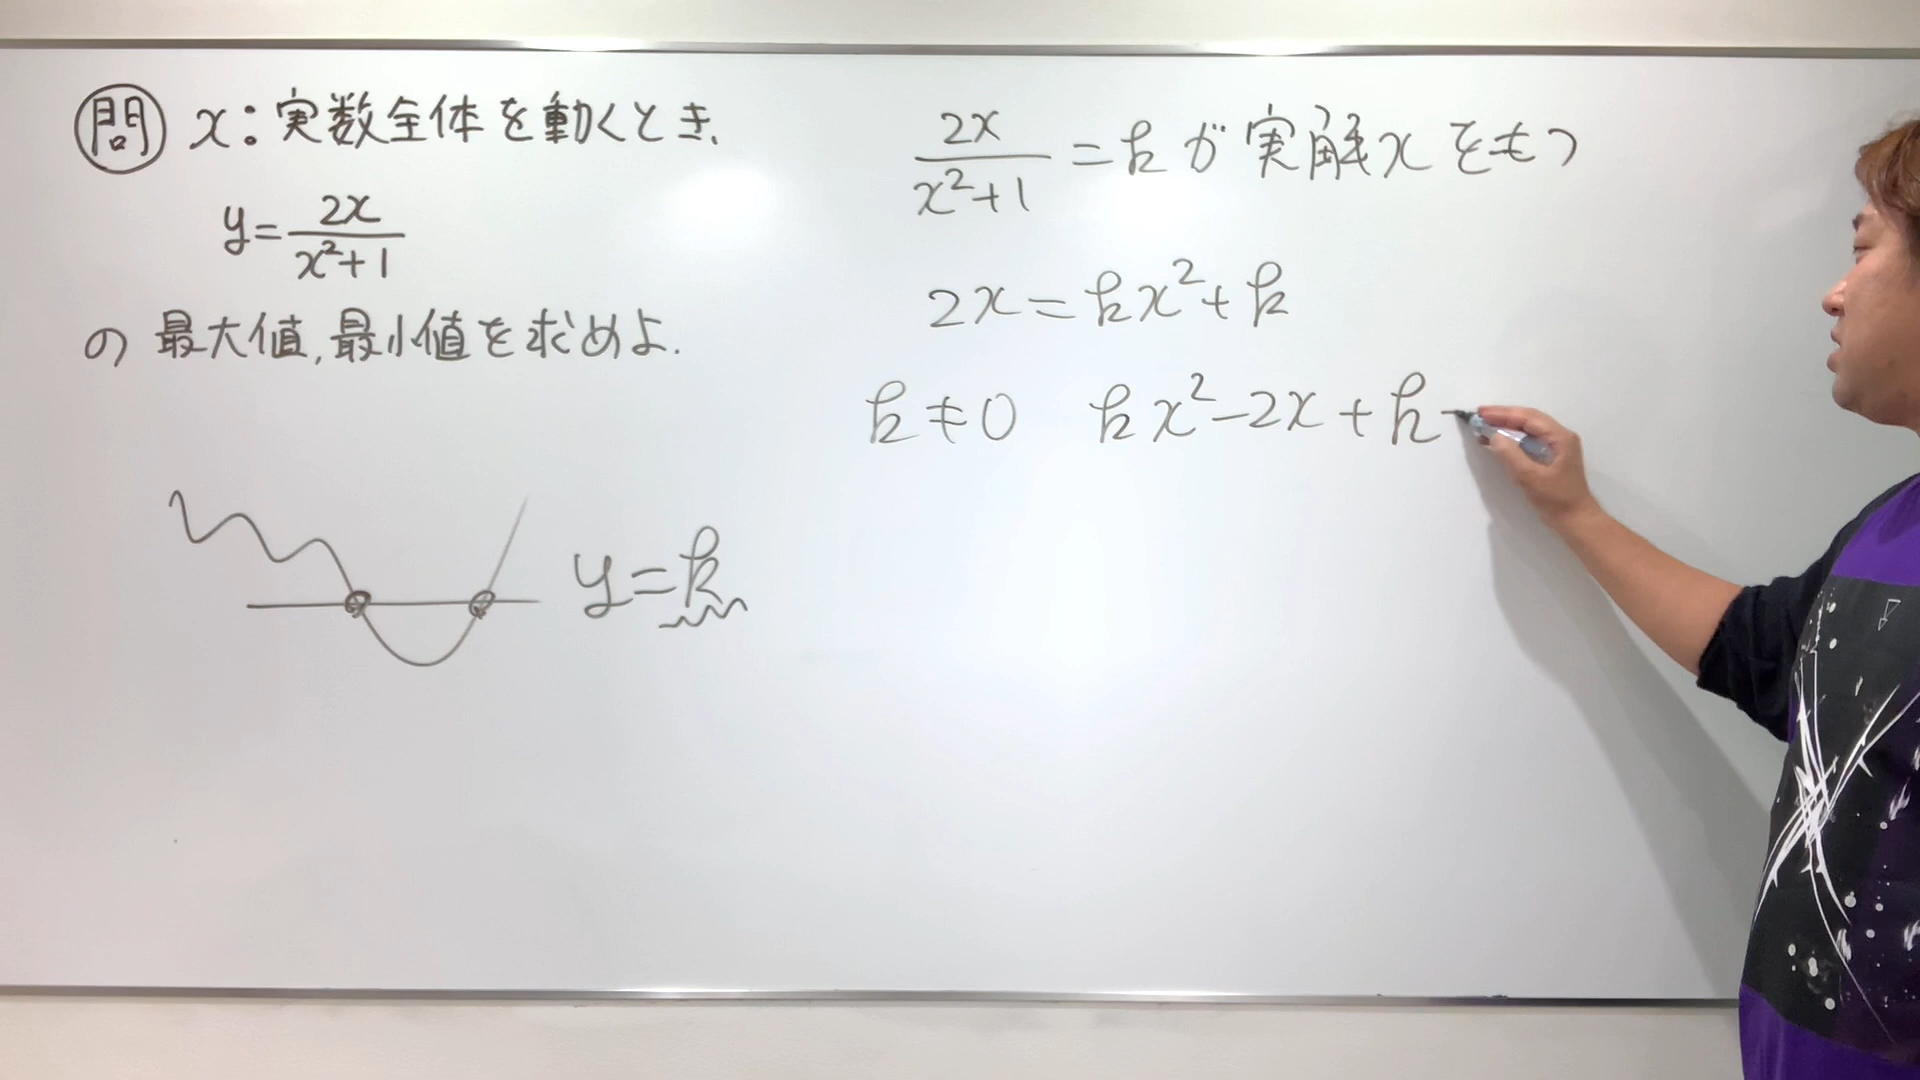 問 x:実数全体を動くとき、
y=2x/(x²+1)
の最大値,最小値を求めよ.
y=k
2x/(x²+1)=kが実解xをもつ
2x=kx²+k
k≠0 kx²-2x+k-